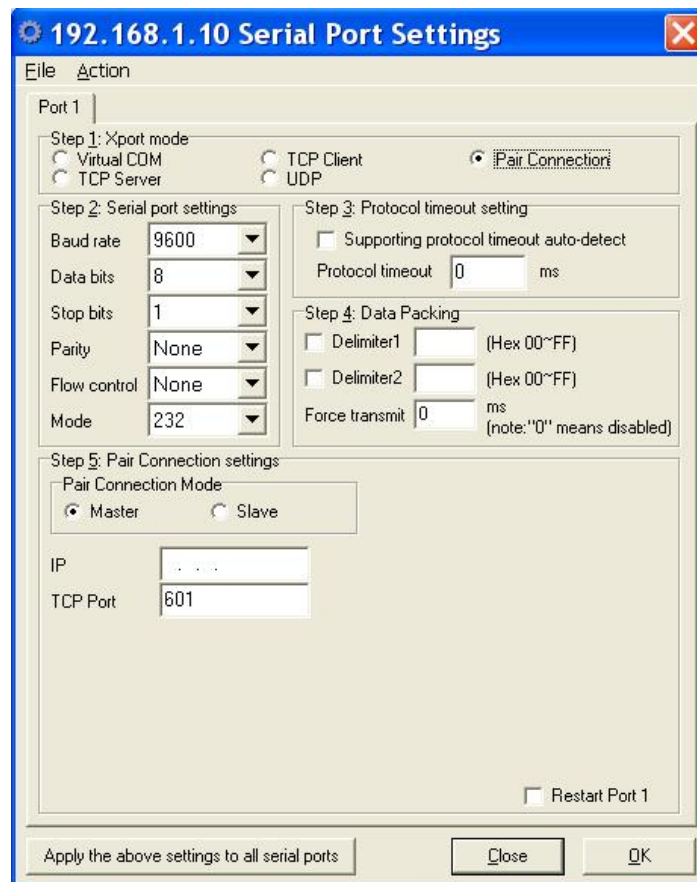 192.168.1.10 Serial Port Settings
File Action
Port 1
Step 1: Xport mode
Virtual COM TCP Client Pair Connection
TCP Server UDP
Step 2: Serial port settings
Baud rate 9600
Data bits 8
Stop bits 1
Parity None
Flow control None
Mode 232
Step 3: Protocol timeout setting
Supporting protocol timeout auto-detect
Protocol timeout 0 ms
Step 4: Data Packing
Delimiter1 (Hex 00~FF)
Delimiter2 (Hex 00~FF)
Force transmit 0 ms
(note:"0" means disabled)
Step 5: Pair Connection settings
Pair Connection Mode
Master Slave
IP . . .
TCP Port 601
Restart Port 1
Apply the above settings to all serial ports Close OK